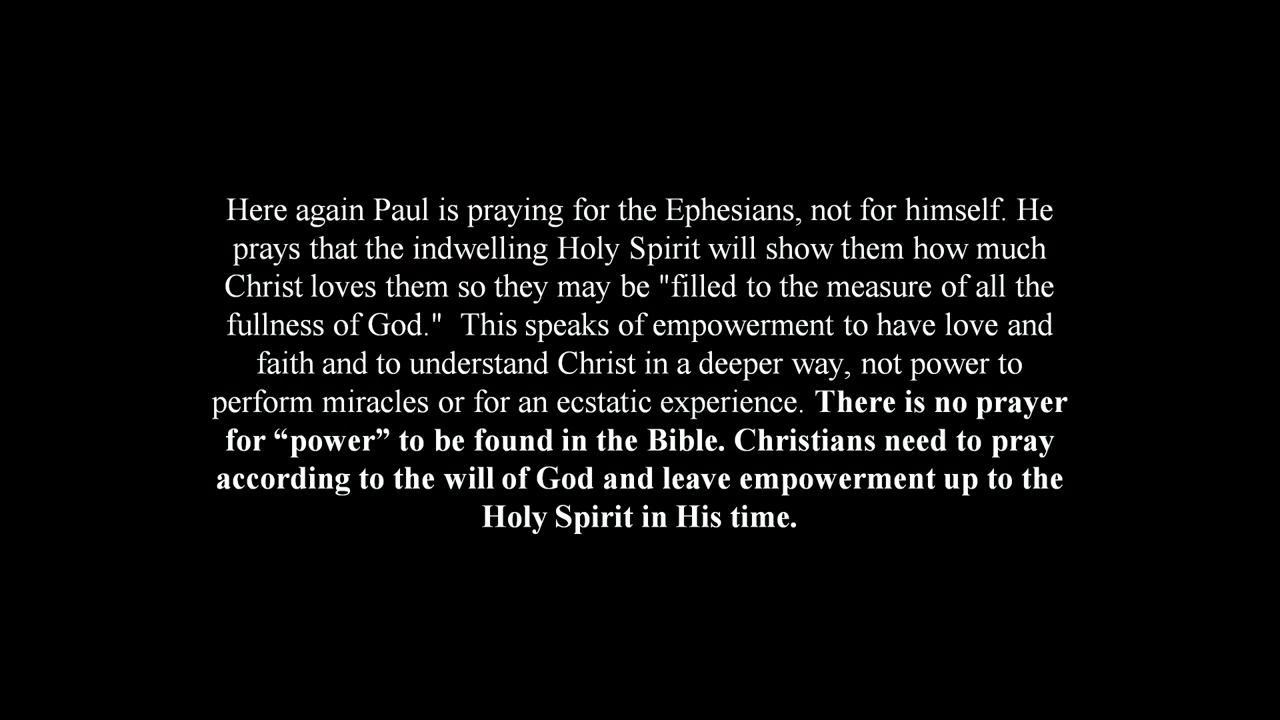 Here again Paul is praying for the Ephesians, not for himself. He
prays that the indwelling Holy Spirit will show them how much
Christ loves them so they may be "filled to the measure of all the
fullness of God."  This speaks of empowerment to have love and
faith and to understand Christ in a deeper way, not power to
perform miracles or for an ecstatic experience. There is no prayer
for “power” to be found in the Bible. Christians need to pray
according to the will of God and leave empowerment up to the
Holy Spirit in His time.